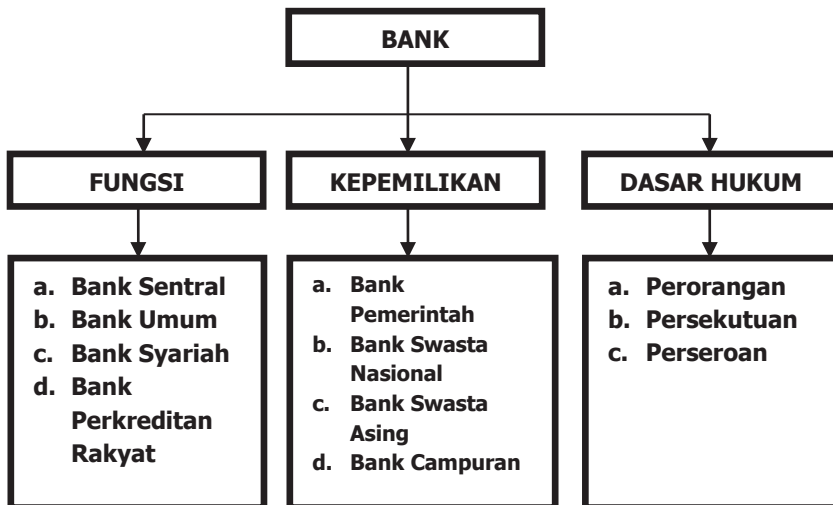 BANK
FUNGSI
KEPEMILIKAN
DASAR HUKUM
a. Bank Sentral
b. Bank Umum
c. Bank Syariah
d. Bank
Perkreditan
Rakyat
a. Bank
Pemerintah
b. Bank Swasta
Nasional
c. Bank Swasta
Asing
d. Bank Campuran
a. Perorangan
b. Persekutuan
c. Perseroan